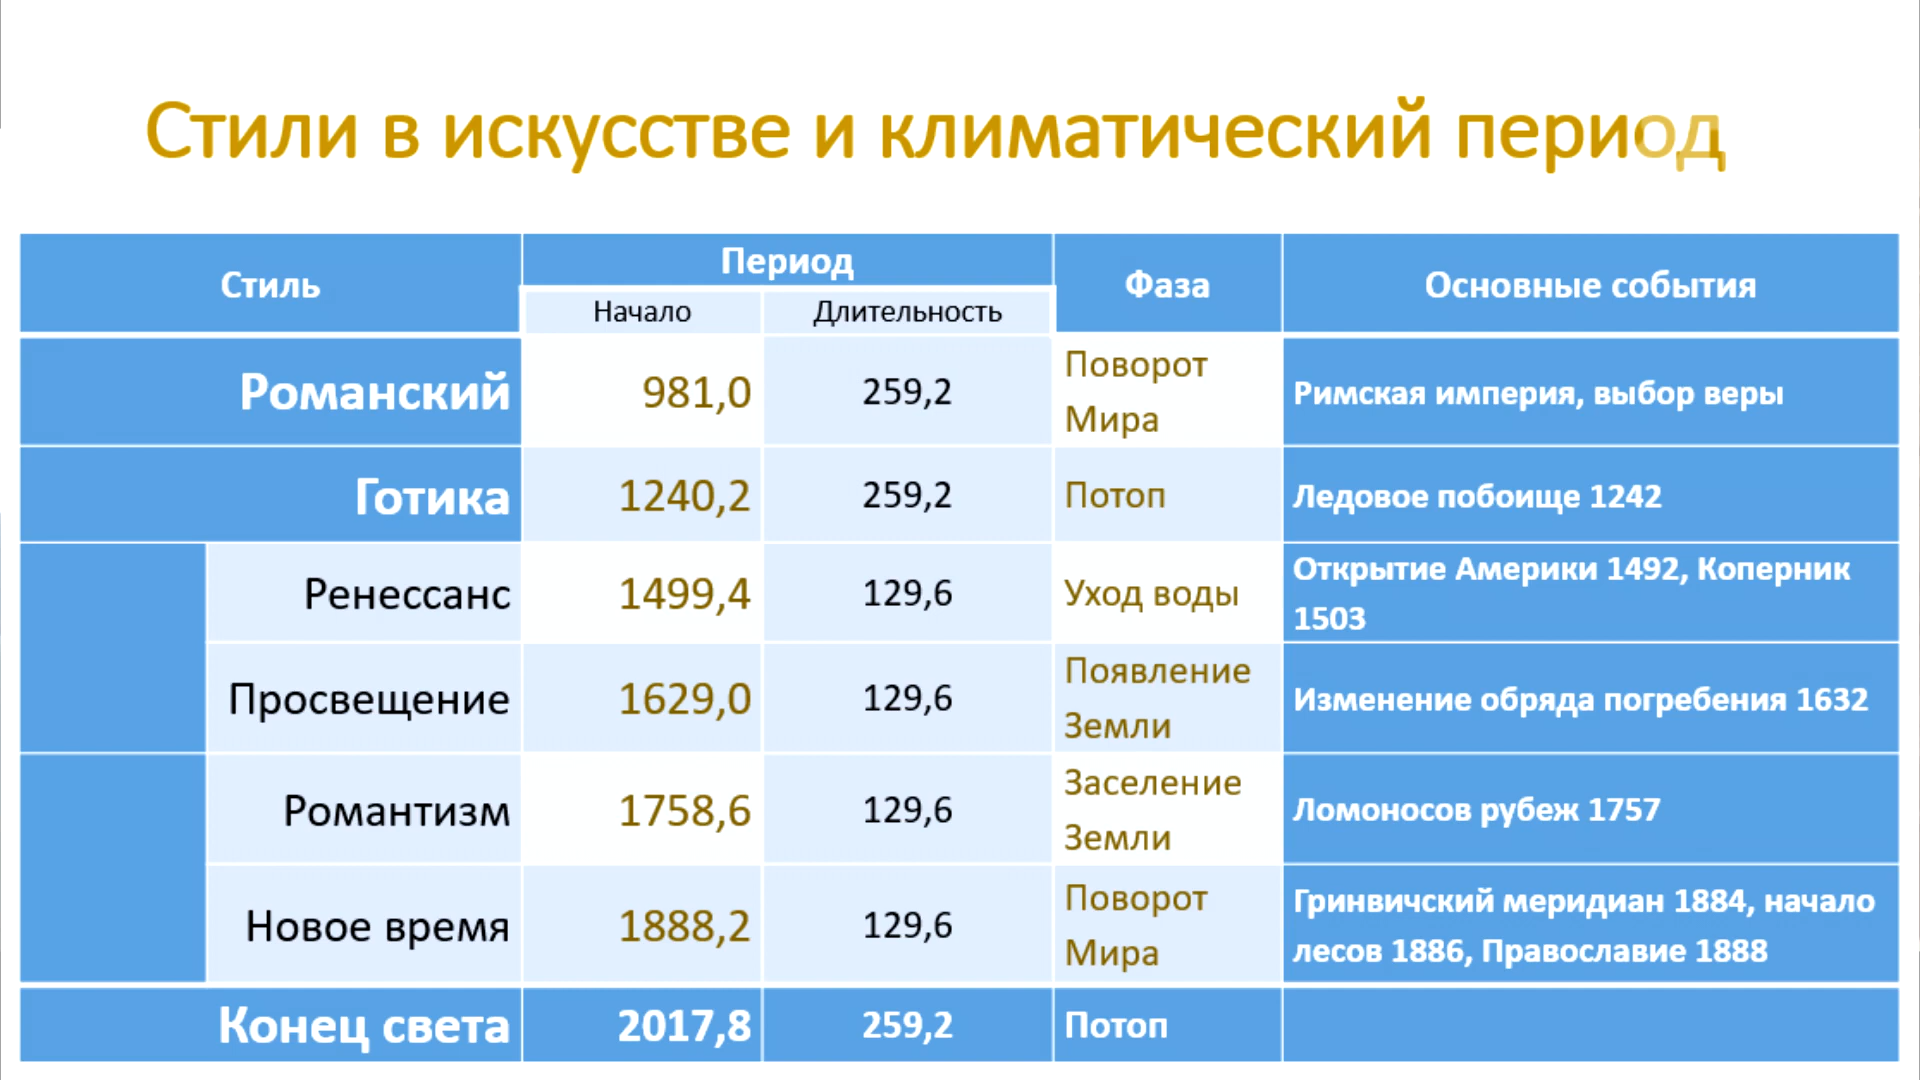 Стили в искусстве и климатический период
Стиль
Период
Фаза
Основные события
Начало
Длительность
Романский
981,0
259,2
Поворот
Мира
Римская империя, выбор веры
Готика
1240,2
259,2
Потоп
Ледовое побоище 1242
Ренессанс
1499,4
129,6
Уход воды
Открытие Америки 1492, Коперник
1503
Просвещение
1629,0
129,6
Появление
Земли
Изменение обряда погребения 1632
Романтизм
1758,6
129,6
Заселение
Земли
Ломоносов рубеж 1757
Новое время
1888,2
129,6
Поворот
Мира
Гринвичский меридиан 1884, начало
лесов 1886, Православие 1888
Конец света
2017,8
259,2
Потоп